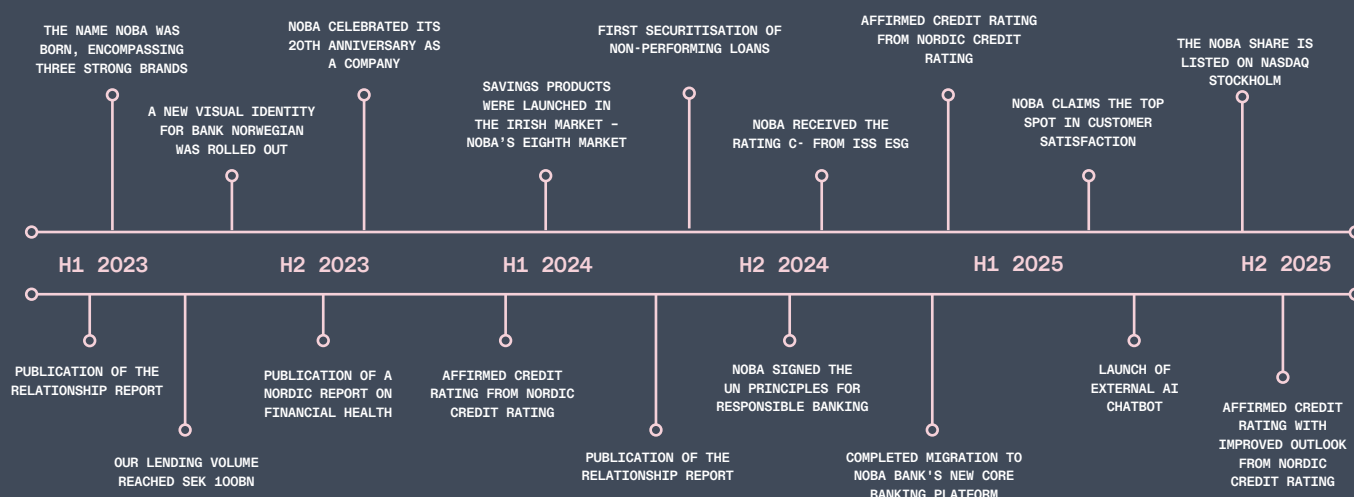 THE NAME NOBA WAS
BORN, ENCOMPASSING
THREE STRONG BRANDS
A NEW VISUAL IDENTITY
FOR BANK NORWEGIAN
WAS ROLLED OUT
NOBA CELEBRATED ITS
20TH ANNIVERSARY AS
A COMPANY
SAVINGS PRODUCTS
WERE LAUNCHED IN
THE IRISH MARKET –
NOBA'S EIGHTH MARKET
FIRST SECURITISATION OF
NON-PERFORMING LOANS
NOBA RECEIVED THE
RATING C- FROM ISS ESG
AFFIRMED CREDIT RATING
FROM NORDIC CREDIT
RATING
NOBA CLAIMS THE TOP
SPOT IN CUSTOMER
SATISFACTION
THE NOBA SHARE IS
LISTED ON NASDAQ
STOCKHOLM
H1 2023
H2 2023
H1 2024
H2 2024
H1 2025
H2 2025
PUBLICATION OF THE
RELATIONSHIP REPORT
OUR LENDING VOLUME
REACHED SEK 100BN
PUBLICATION OF A
NORDIC REPORT ON
FINANCIAL HEALTH
AFFIRMED CREDIT
RATING FROM NORDIC
CREDIT RATING
PUBLICATION OF THE
RELATIONSHIP REPORT
NOBA SIGNED THE
UN PRINCIPLES FOR
RESPONSIBLE BANKING
COMPLETED MIGRATION TO
NOBA BANK'S NEW CORE
BANKING PLATFORM
LAUNCH OF
EXTERNAL AI
CHATBOT
AFFIRMED CREDIT
RATING WITH
IMPROVED OUTLOOK
FROM NORDIC
CREDIT RATING